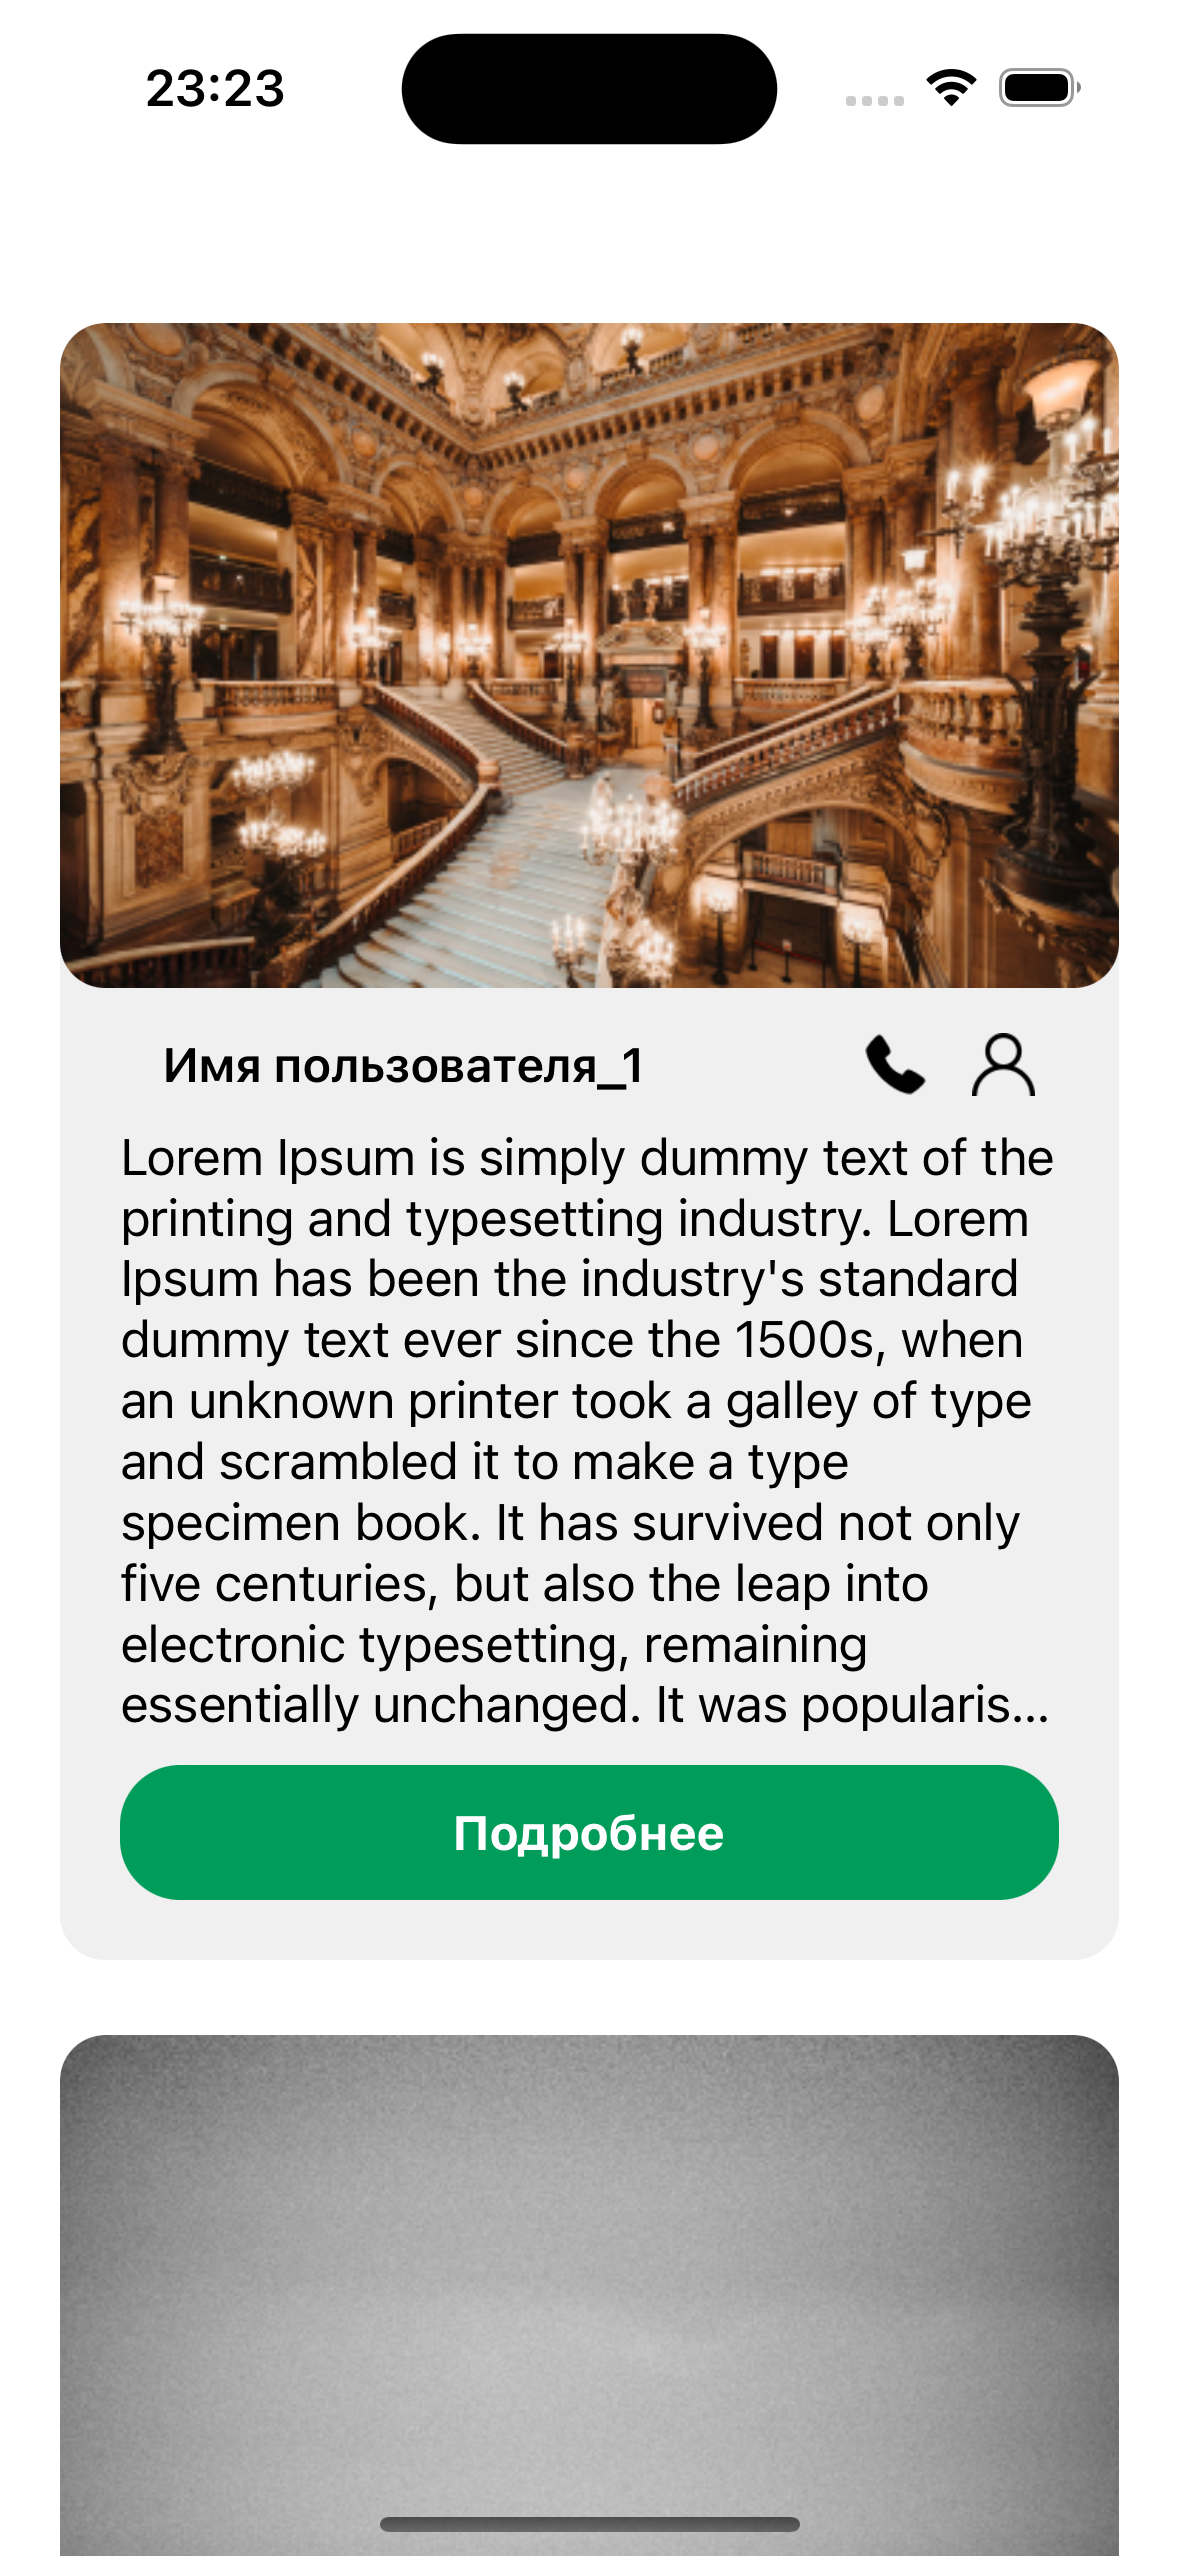 23:23
Имя пользователя_1
Lorem Ipsum is simply dummy text of the
printing and typesetting industry. Lorem
Ipsum has been the industry's standard
dummy text ever since the 1500s, when
an unknown printer took a galley of type
and scrambled it to make a type
specimen book. It has survived not only
five centuries, but also the leap into
electronic typesetting, remaining
essentially unchanged. It was popularis...
Подробнее